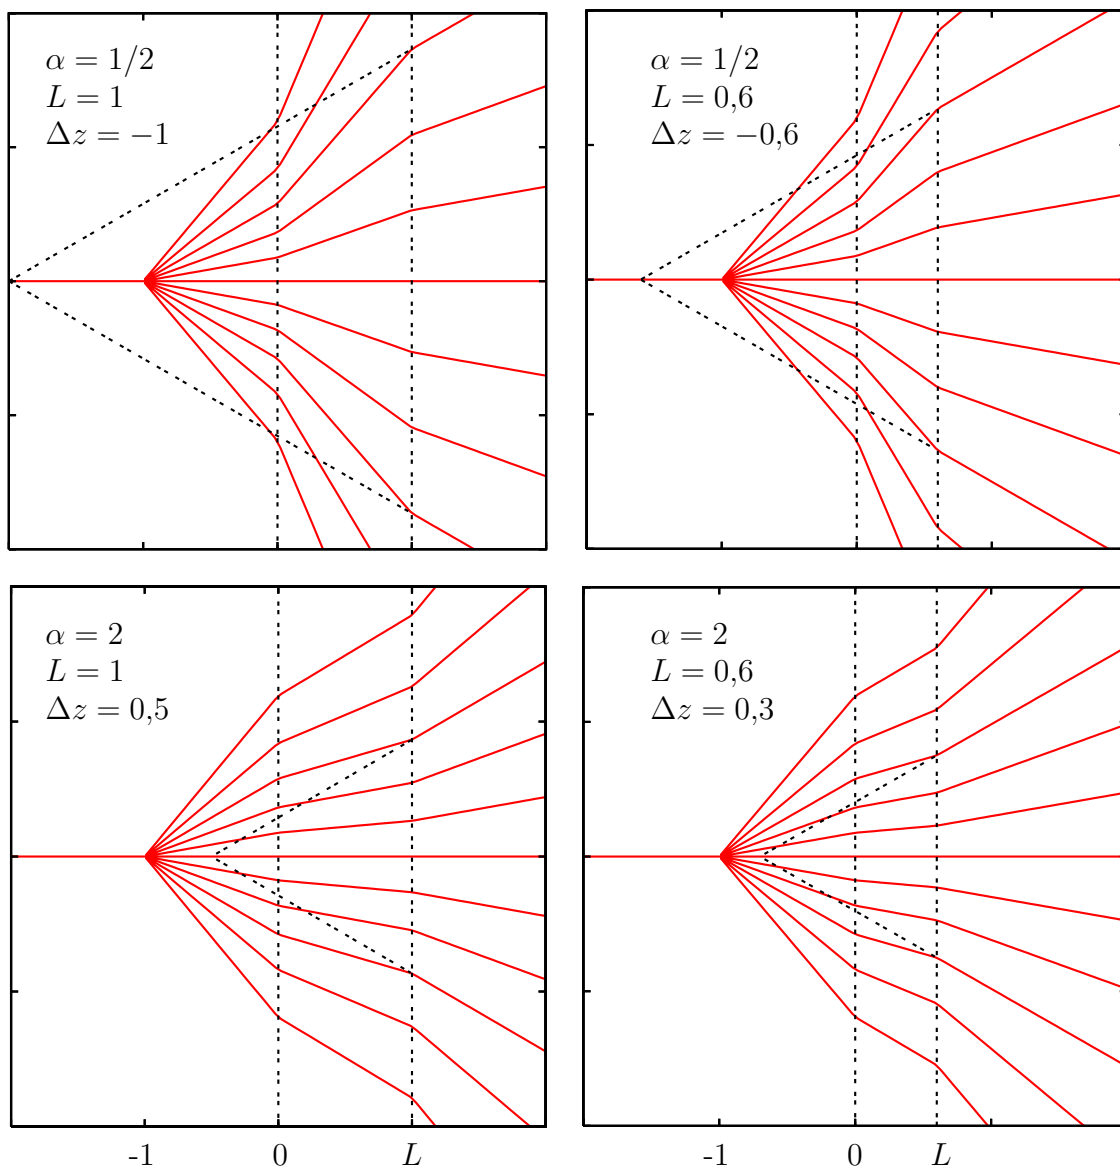 α = 1/2
L = 1
Δz = −1
α = 1/2
L = 0,6
Δz = −0,6
α = 2
L = 1
Δz = 0,5
α = 2
L = 0,6
Δz = 0,3
-1 0 L
-1 0 L